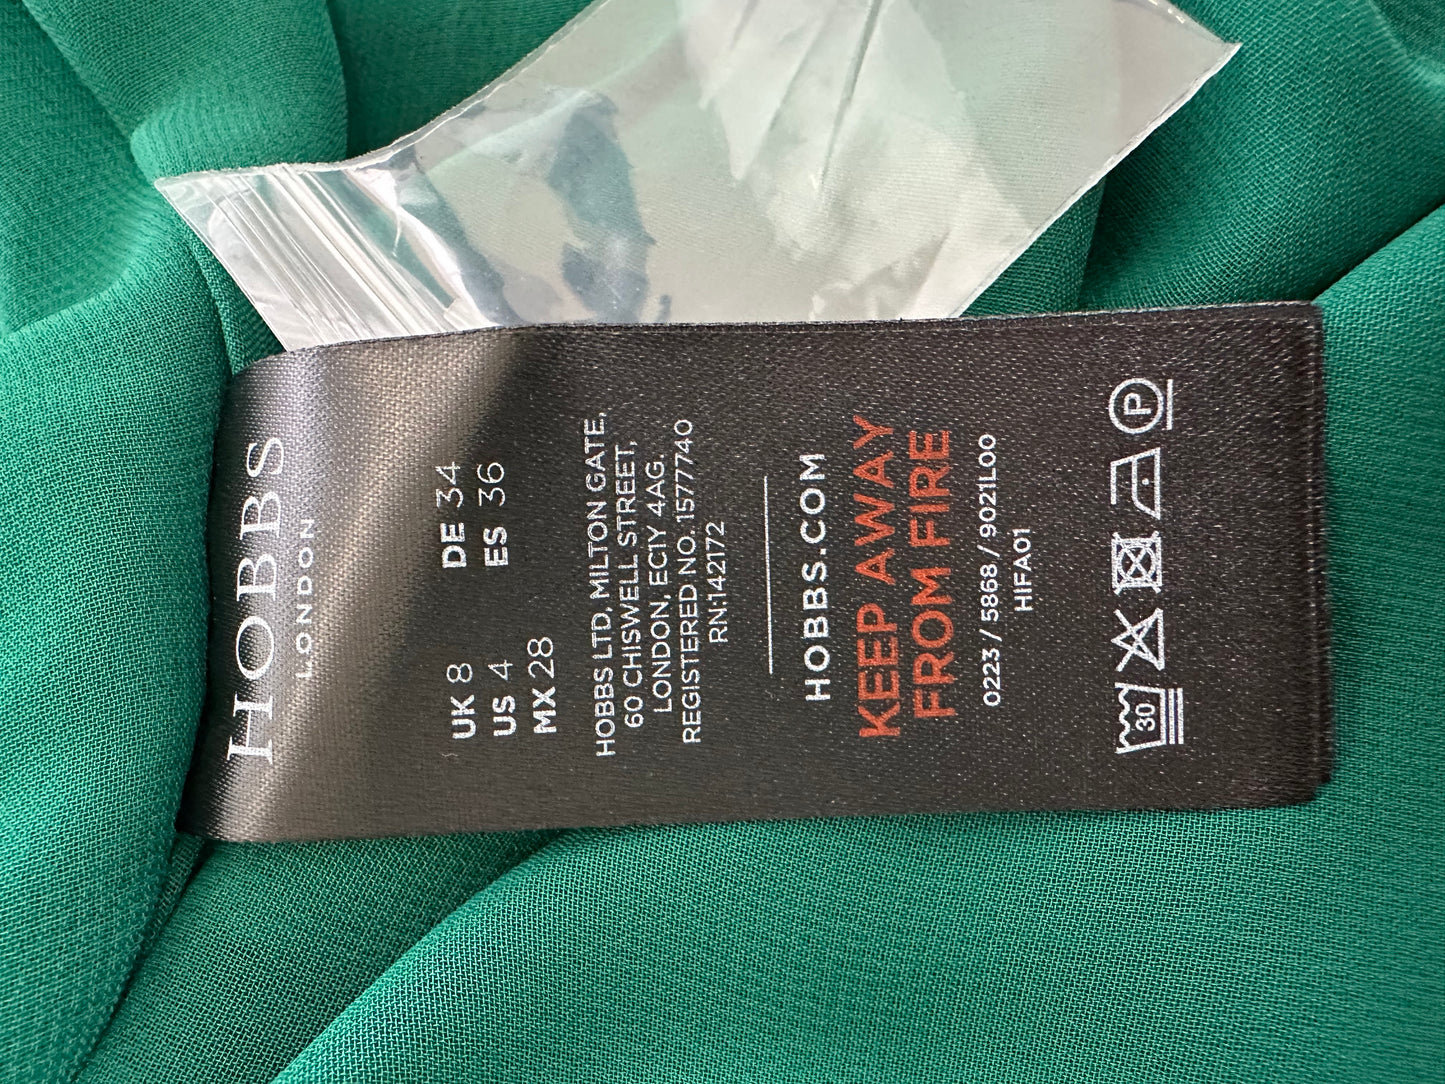 HOBBS
LONDON
UK 8 DE 34
US 4 ES 36
MX 28
HOBBS LTD, MILTON GATE,
60 CHISWELL STREET,
LONDON, EC1Y 4AG.
REGISTERED NO. 1577740
RN:142172
HOBBS.COM
KEEP AWAY
FROM FIRE
0223 / 5868 / 9021L00
HIFA01
30 P